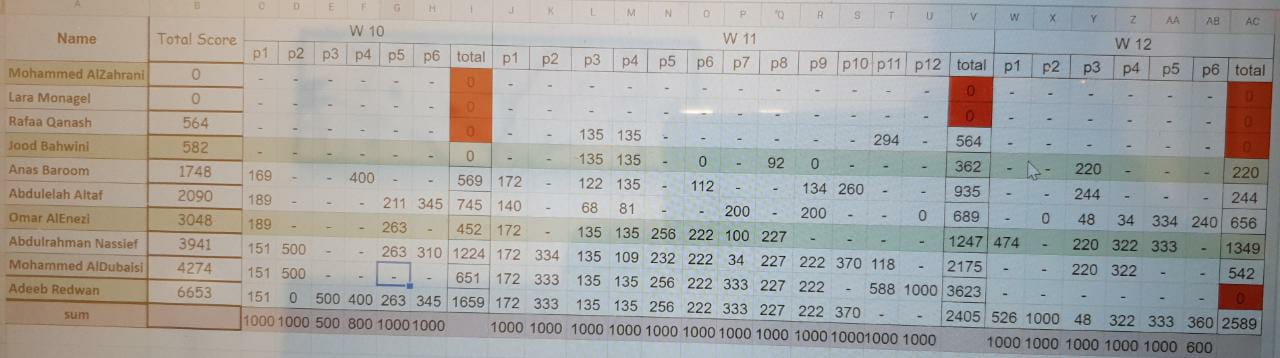 A B C D E F G H I J K L M N O P Q R S T U V W X Y Z AA AB AC
Name Total Score W 10 W 11 W 12
p1 p2 p3 p4 p5 p6 total p1 p2 p3 p4 p5 p6 p7 p8 p9 p10 p11 p12 total p1 p2 p3 p4 p5 p6 total
Mohammed AlZahrani 0 - - - - - - 0 - - - - - - - - - - - - 0 - - - - - - 0
Lara Monagel 0 - - - - - - 0 - - - - - - - - - - - - 0 - - - - - - 0
Rafaa Qanash 564 - - - - - - 0 - - 135 135 - - - - - - 294 - 564 - - - - - - 0
Jood Bahwini 582 - - - - - - 0 - - 135 135 - 0 - 92 0 - - - 362 - - 220 - - - 220
Anas Baroom 1748 169 - - 400 - - 569 172 - 122 135 - 112 - - 134 260 - - 935 - - 244 - - - 244
Abdulelah Altaf 2090 189 - - - 211 345 745 140 - 68 81 - - 200 - 200 - - 0 689 - 0 48 34 334 240 656
Omar AlEnezi 3048 189 - - - 263 - 452 172 - 135 135 256 222 100 227 - - - - 1247 474 - 220 322 333 - 1349
Abdulrahman Nassief 3941 151 500 - - 263 310 1224 172 334 135 109 232 222 34 227 222 370 118 - 2175 - - 220 322 - - 542
Mohammed AlDubaisi 4274 151 500 - - - - 651 172 333 135 135 256 222 333 227 222 - 588 1000 3623 - - - - - - 0
Adeeb Redwan 6653 151 0 500 400 263 345 1659 172 333 135 135 256 222 333 227 222 370 - - 2405 526 1000 48 322 333 360 2589
sum 1000 1000 500 800 1000 1000 1000 1000 1000 1000 1000 1000 1000 1000 1000 1000 1000 1000 1000 1000 1000 1000 1000 600